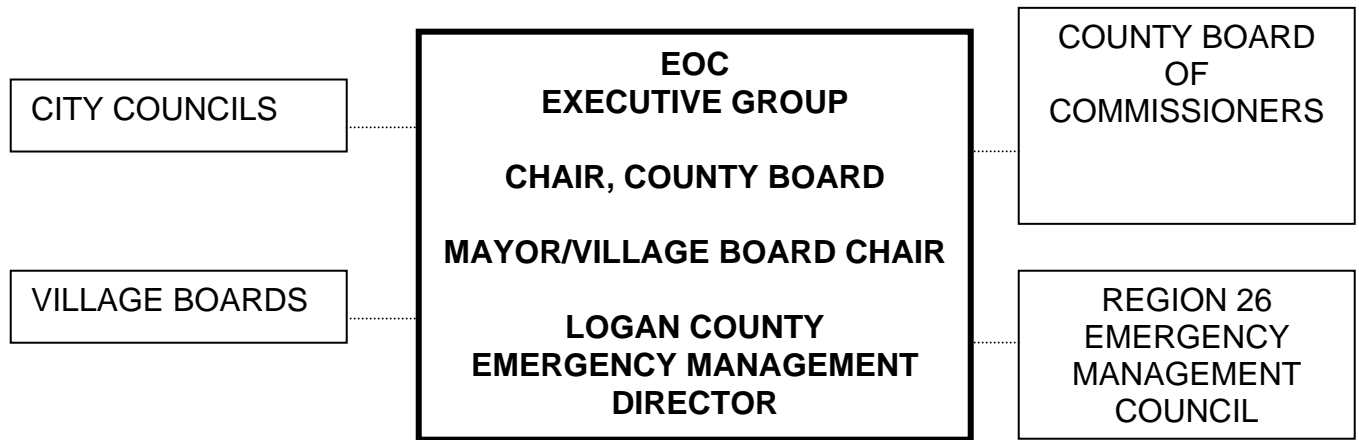 CITY COUNCILS
VILLAGE BOARDS
EOC
EXECUTIVE GROUP
CHAIR, COUNTY BOARD
MAYOR/VILLAGE BOARD CHAIR
LOGAN COUNTY
EMERGENCY MANAGEMENT
DIRECTOR
COUNTY BOARD
OF
COMMISSIONERS
REGION 26
EMERGENCY
MANAGEMENT
COUNCIL